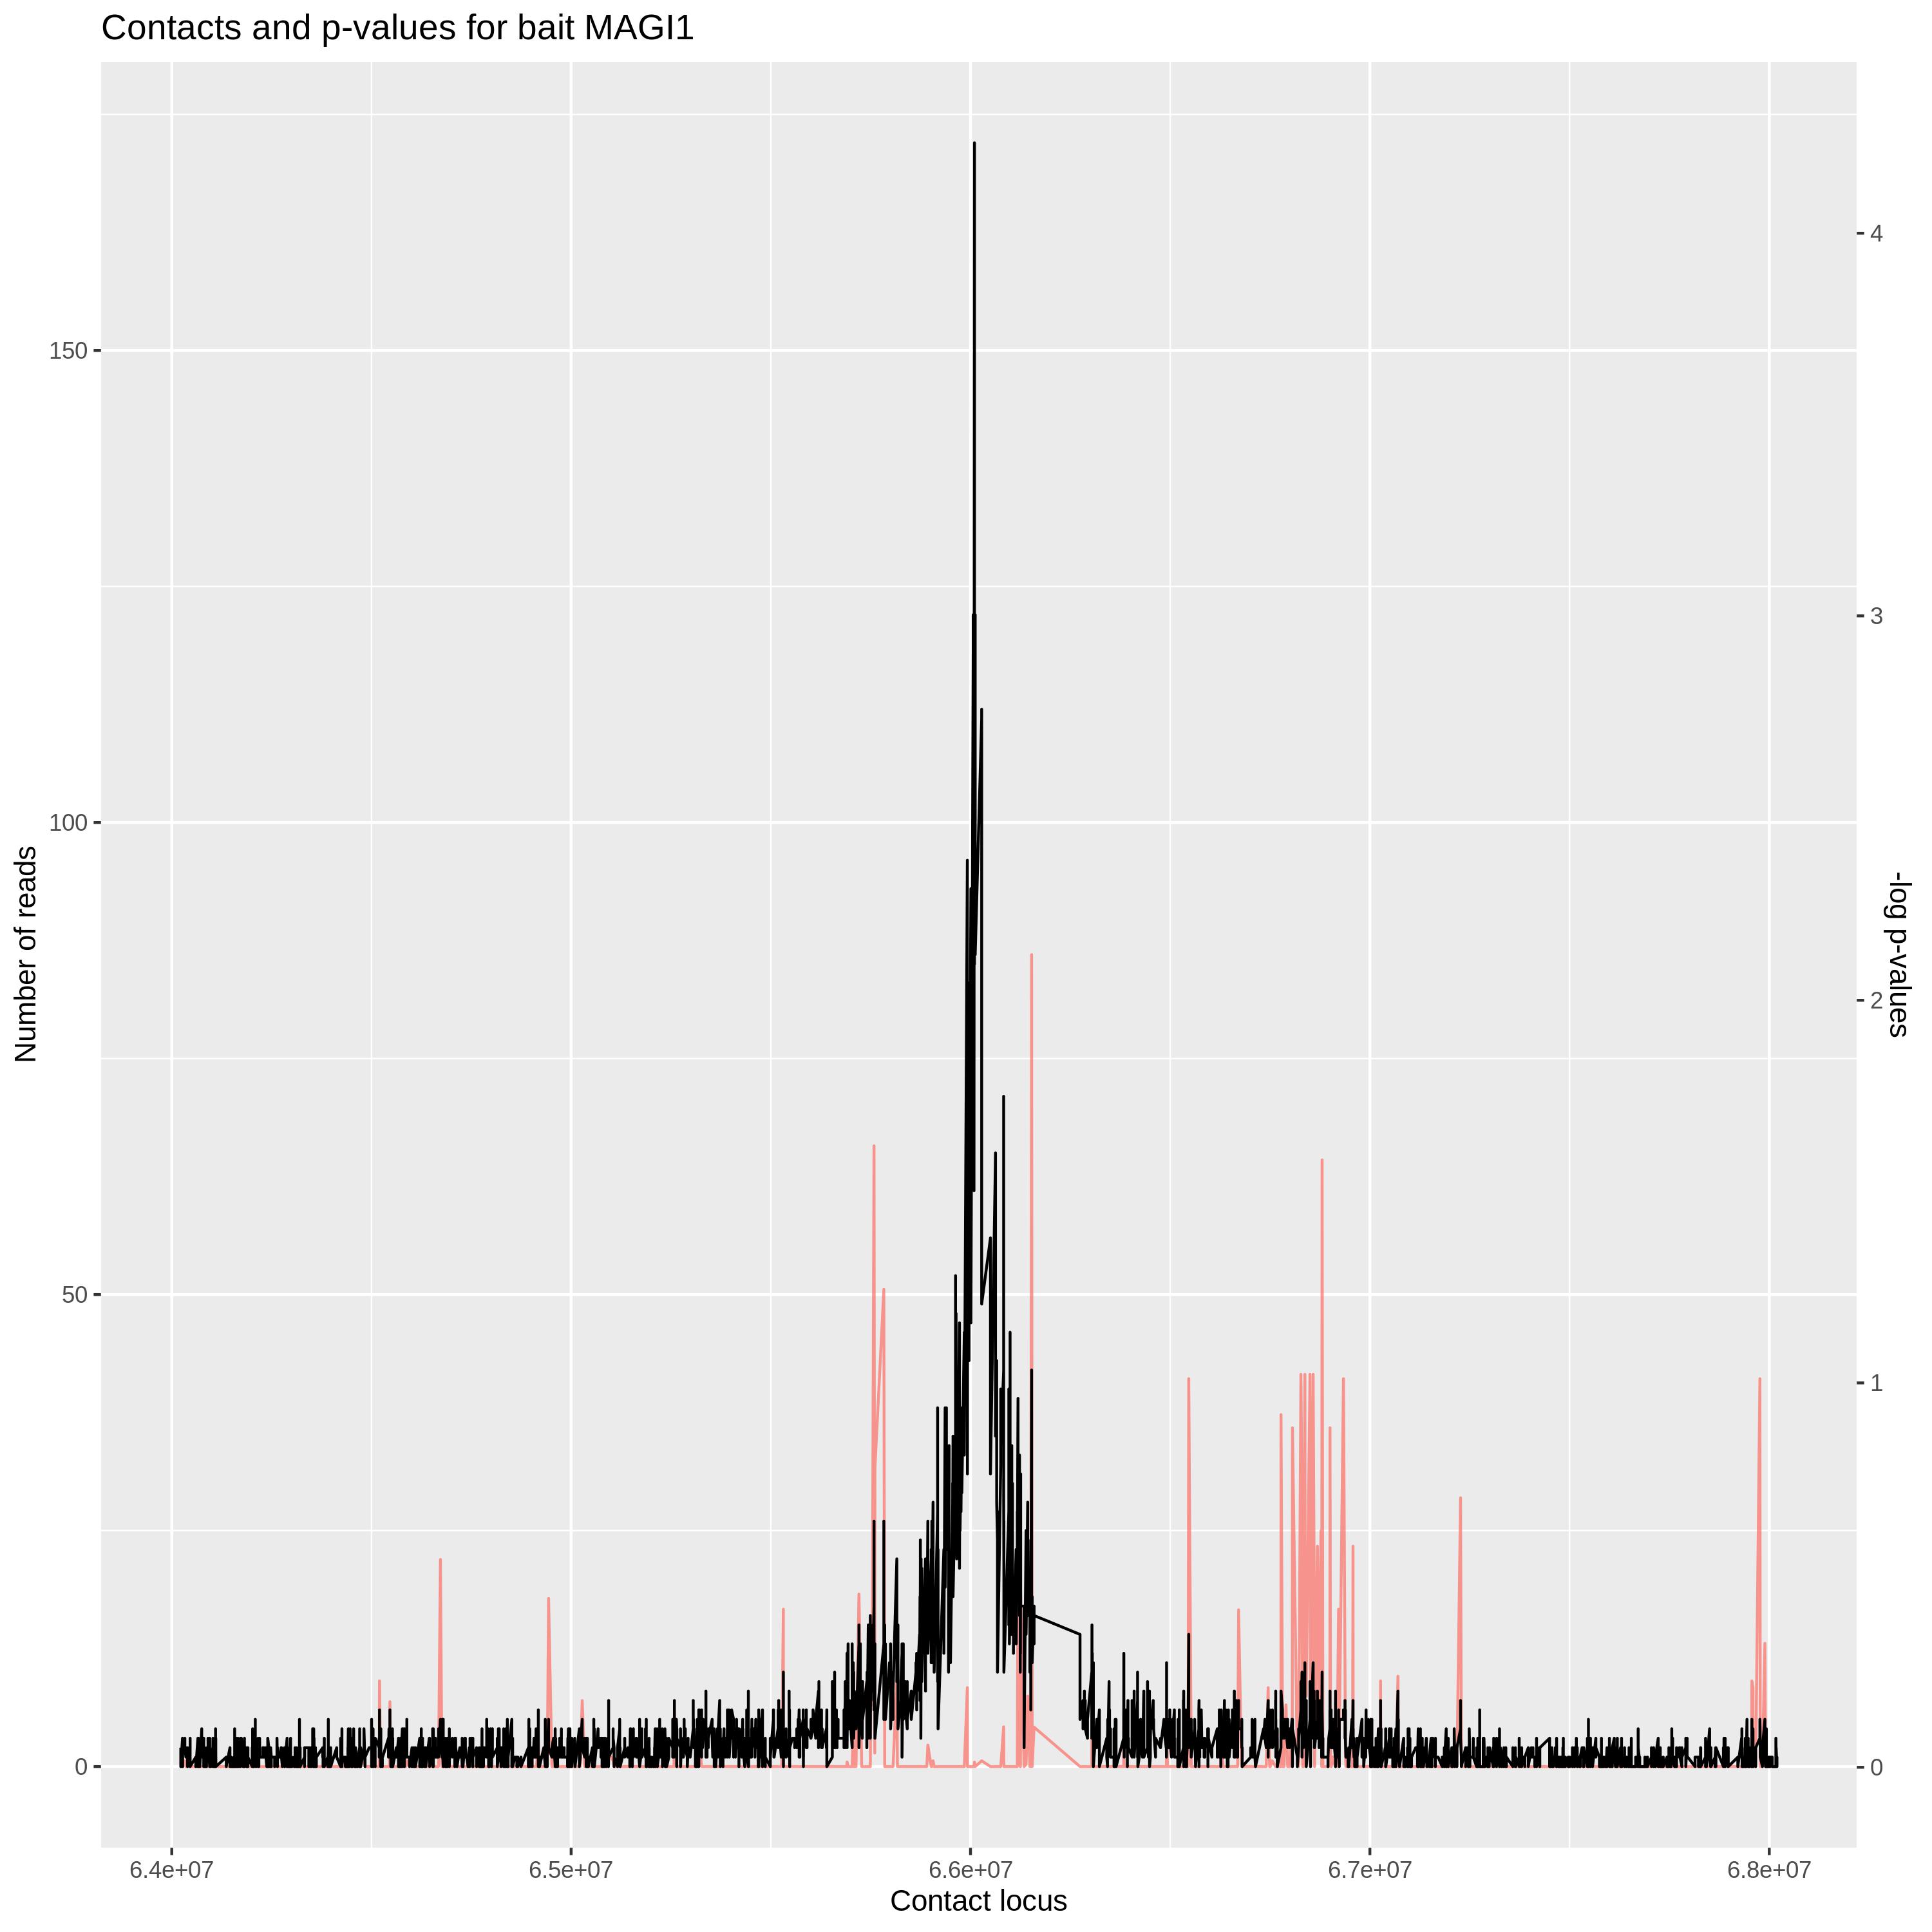 Contacts and p-values for bait MAGI1
Number of reads
150
100
50
0
4
3
2
1
0
-log p-values
6.4e+07
6.5e+07
6.6e+07
6.7e+07
6.8e+07
Contact locus